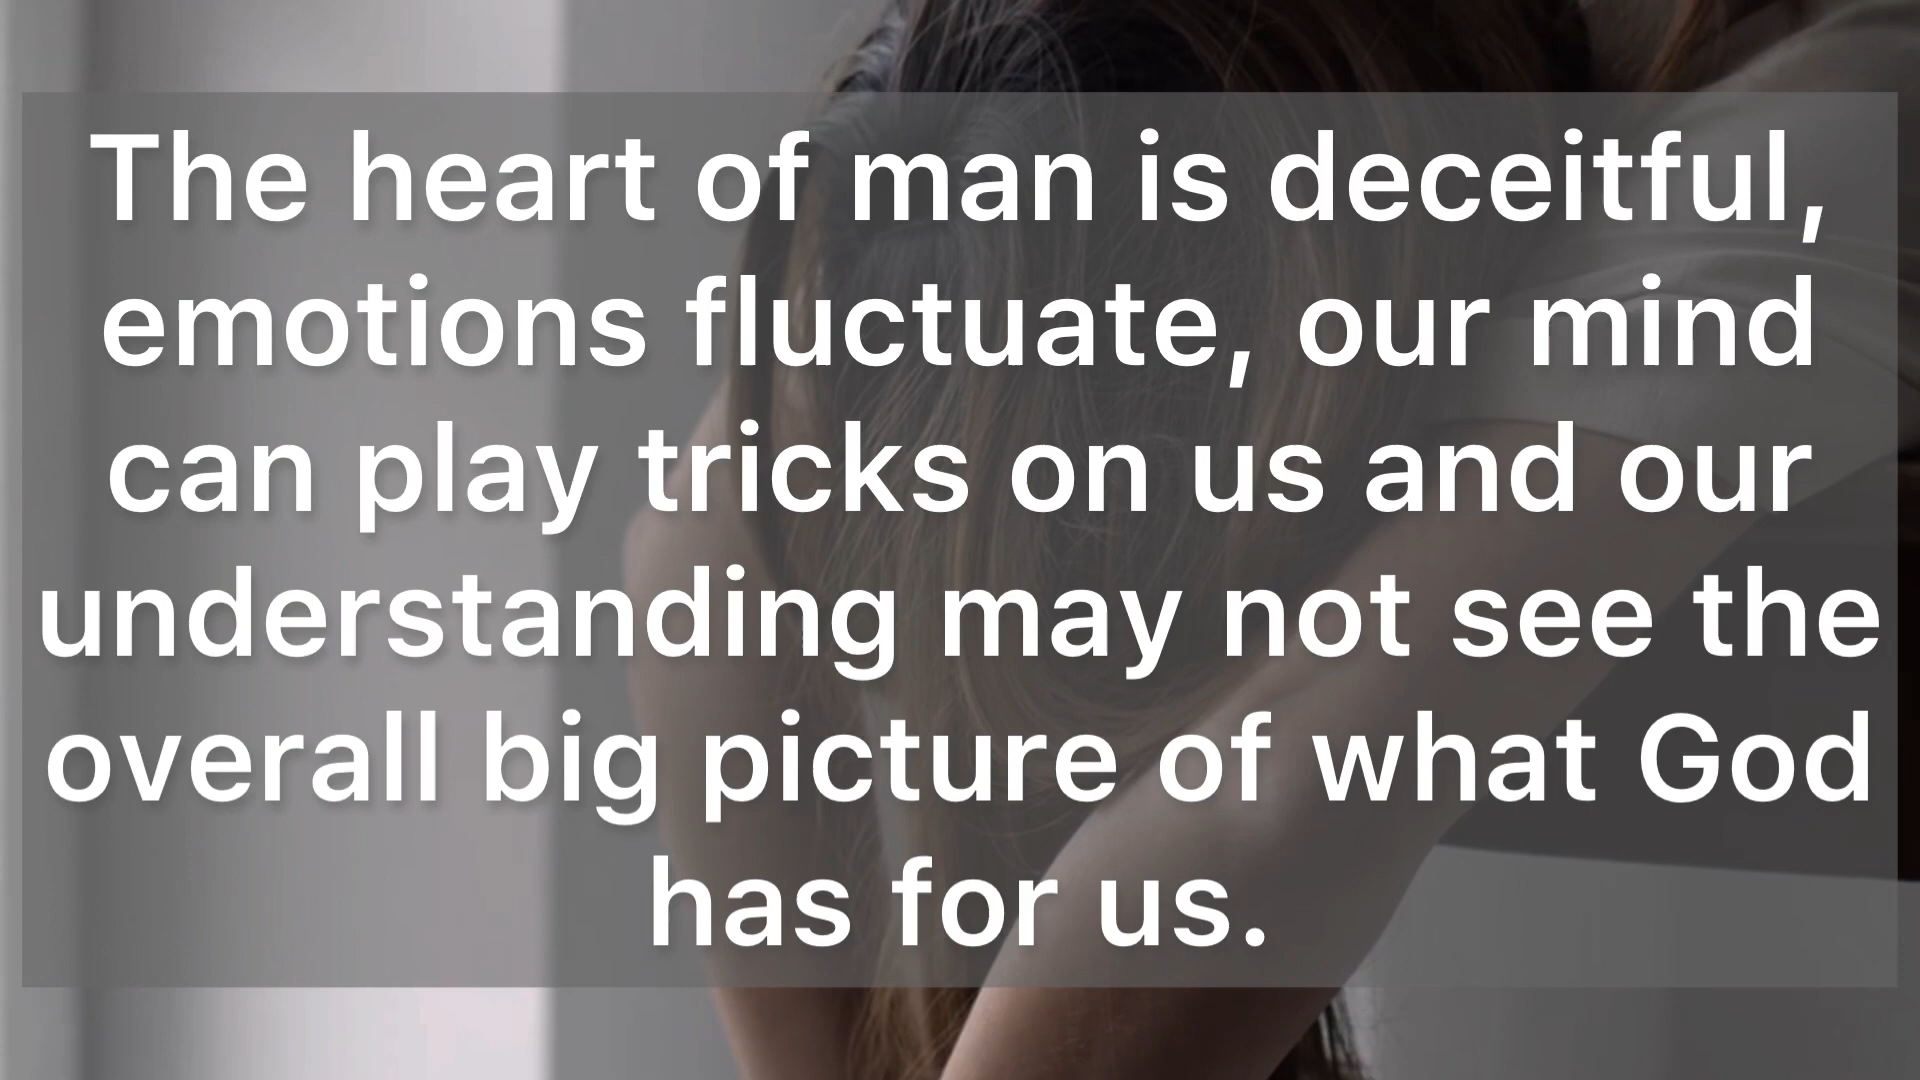 The heart of man is deceitful,
emotions fluctuate, our mind
can play tricks on us and our
understanding may not see the
overall big picture of what God
has for us.